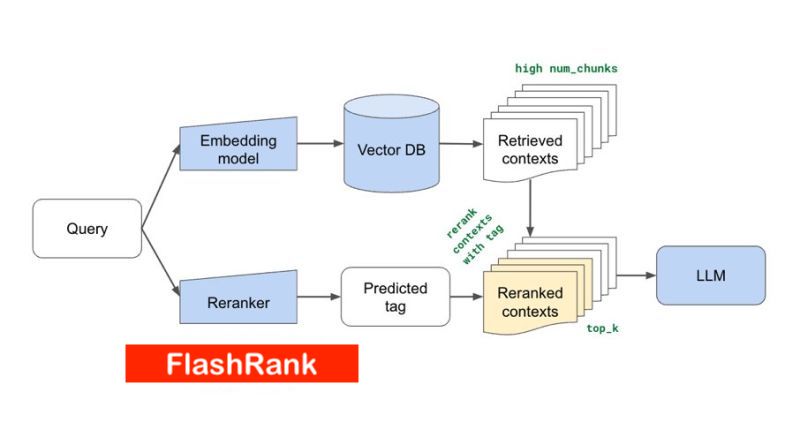 high num_chunks
Embedding
model
Vector DB
Retrieved
contexts
Query
rerank
contexts
with tag
Reranker
Predicted
tag
Reranked
contexts
LLM
top_k
FlashRank